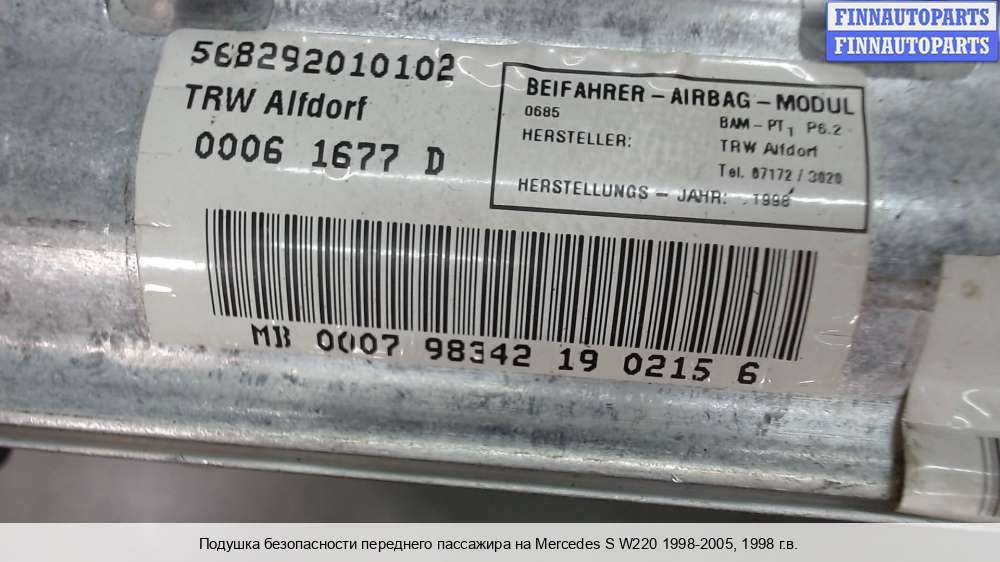 FINNAUTOPARTS
FINNAUTOPARTS
568292010102
TRW Alfdorf
0006 1677 D
BEIFAHRER – AIRBAG – MODUL
0685
BAM – PT1 P6.2
HERSTELLER:
TRW Alfdorf
Tel. 07172 / 3020
HERSTELLUNGS – JAHR: 1998
MB 0007 98342 19 0215 6
Подушка безопасности переднего пассажира на Mercedes S W220 1998-2005, 1998 г.в.